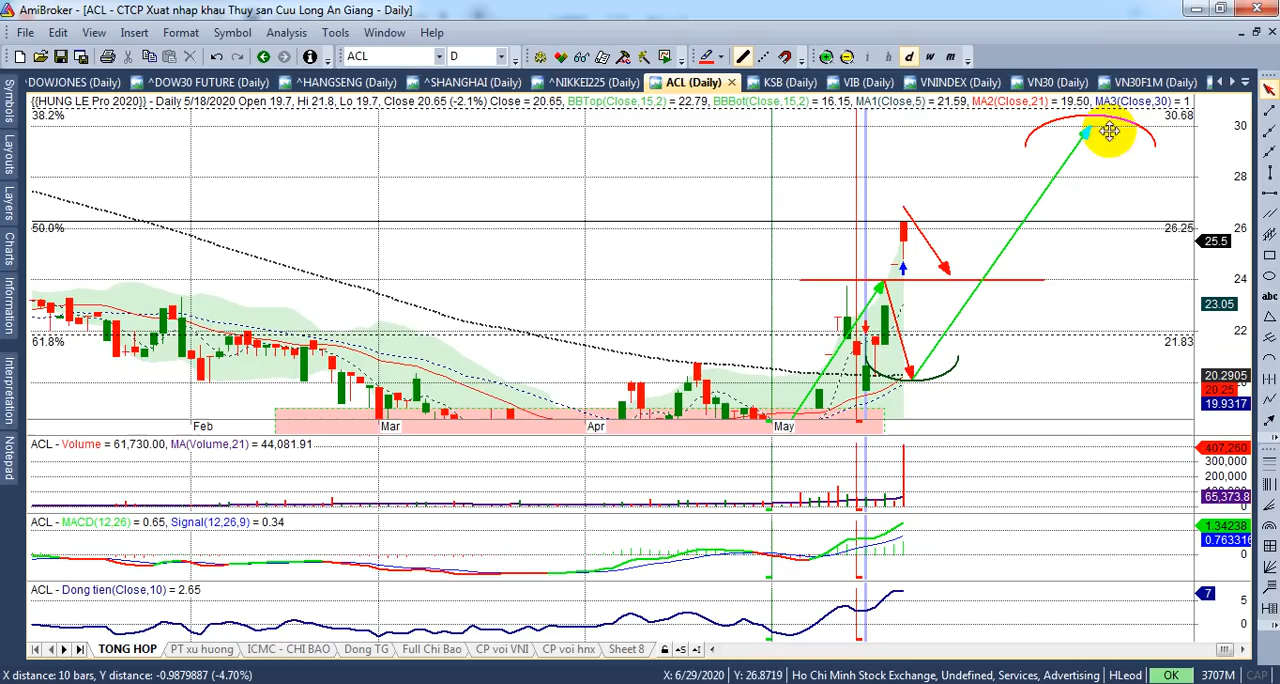 AmiBroker - [ACL - CTCP Xuat nhap khau Thuy san Cuu Long An Giang - Daily]
File Edit View Insert Format Symbol Analysis Tools Window Help
ACL D i h d w m
^DOWJONES (Daily) ^DOW30 FUTURE (Daily) ^HANGSENG (Daily) ^SHANGHAI (Daily) ^NIKKEI225 (Daily) ACL (Daily) KSB (Daily) VIB (Daily) VNINDEX (Daily) VN30 (Daily) VN30F1M (Daily)
{{HUNG LE Pro 2020}} - Daily 5/18/2020 Open 19.7, Hi 21.8, Lo 19.7, Close 20.65 (-2.1%) Close = 20.65, BBTop(Close,15,2) = 22.79, BBBot(Close,15,2) = 16.15, MA1(Close,5) = 21.59, MA2(Close,21) = 19.50, MA3(Close,30) = 1
38.2% 30.68
30
28
50.0% 26.25
26
25.5
24
23.05
22
61.8% 21.83
20.2905
20.25
19.9317
Feb Mar Apr May
ACL - Volume = 61,730.00, MA(Volume,21) = 44,081.91
407,260
300,000
200,000
65,373.8
0
ACL - MACD(12,26) = 0.65, Signal(12,26,9) = 0.34
1.34238
0.763316
0
ACL - Dong tien(Close,10) = 2.65
7
5
0
TONG HOP PT xu huong ICMC - CHI BAO Dong TG Full Chi Bao CP voi VNI CP voi hnx Sheet 8
X distance: 10 bars, Y distance: -0.9879887 (-4.70%) X: 6/29/2020 Y: 26.8719 Ho Chi Minh Stock Exchange, Undefined, Services, Advertising HLeod OK 3707M CAP
Symbols
Layouts
Layers
Charts
Information
Interpretation
Notepad
abc